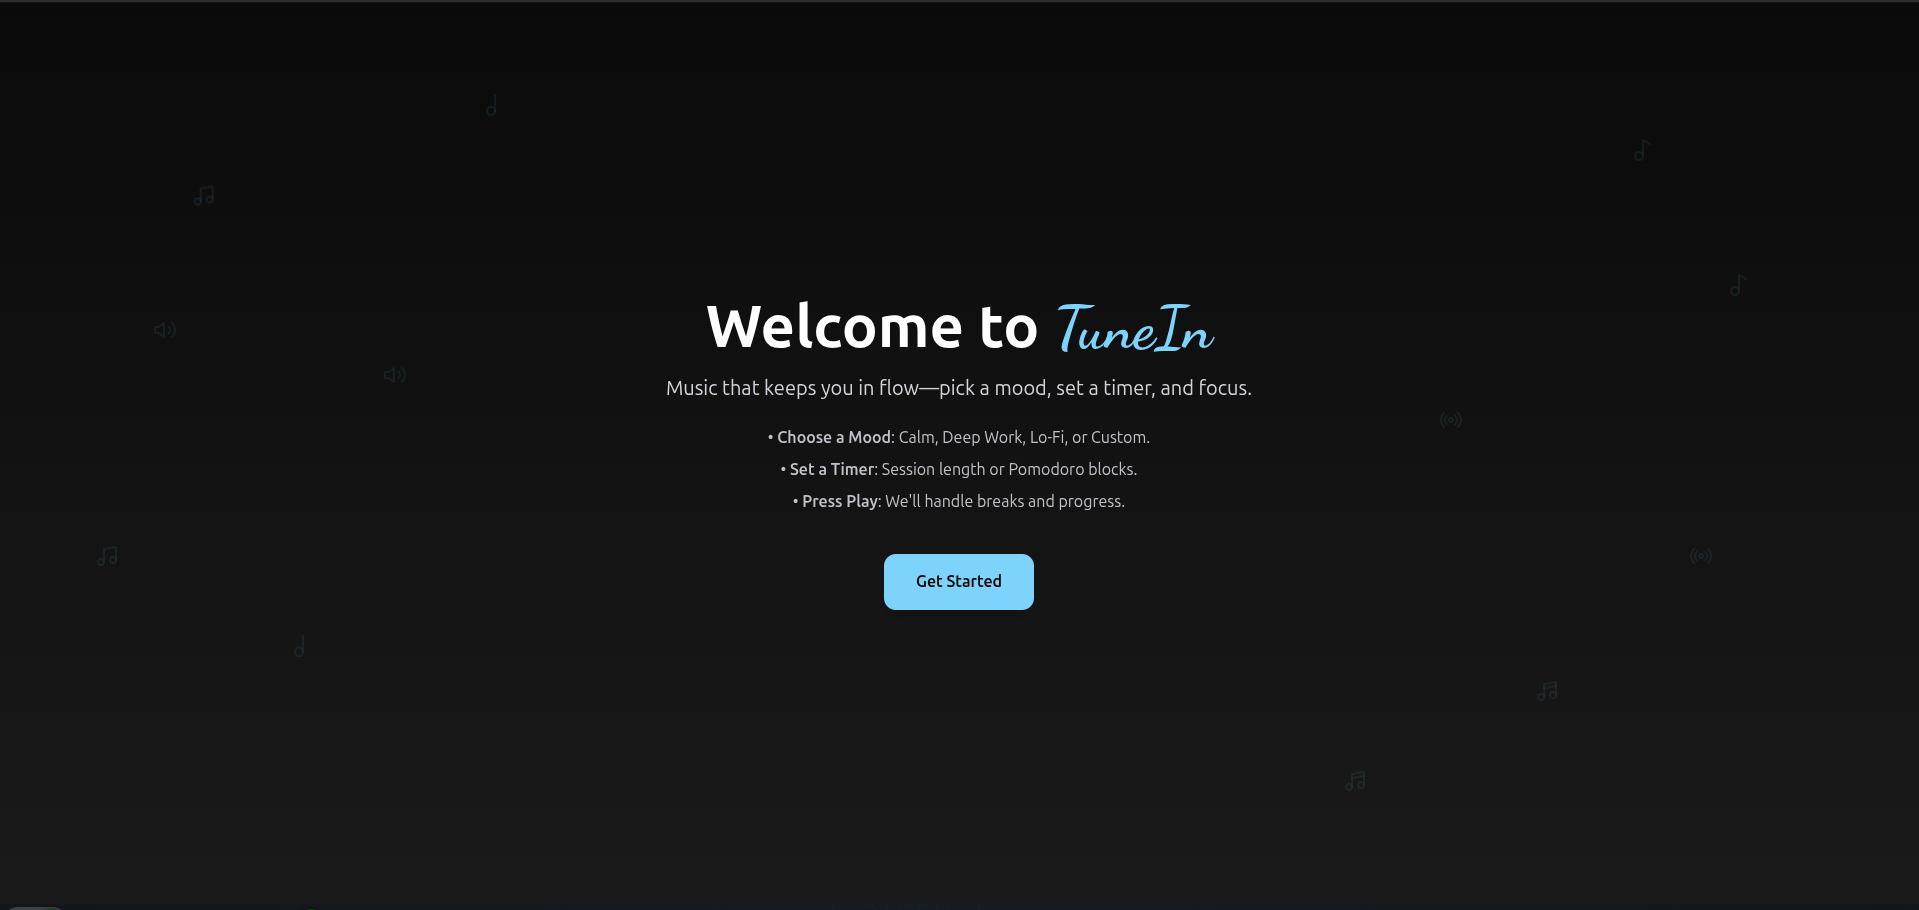 Welcome to TuneIn
Music that keeps you in flow—pick a mood, set a timer, and focus.
• Choose a Mood: Calm, Deep Work, Lo-Fi, or Custom.
• Set a Timer: Session length or Pomodoro blocks.
• Press Play: We'll handle breaks and progress.
Get Started